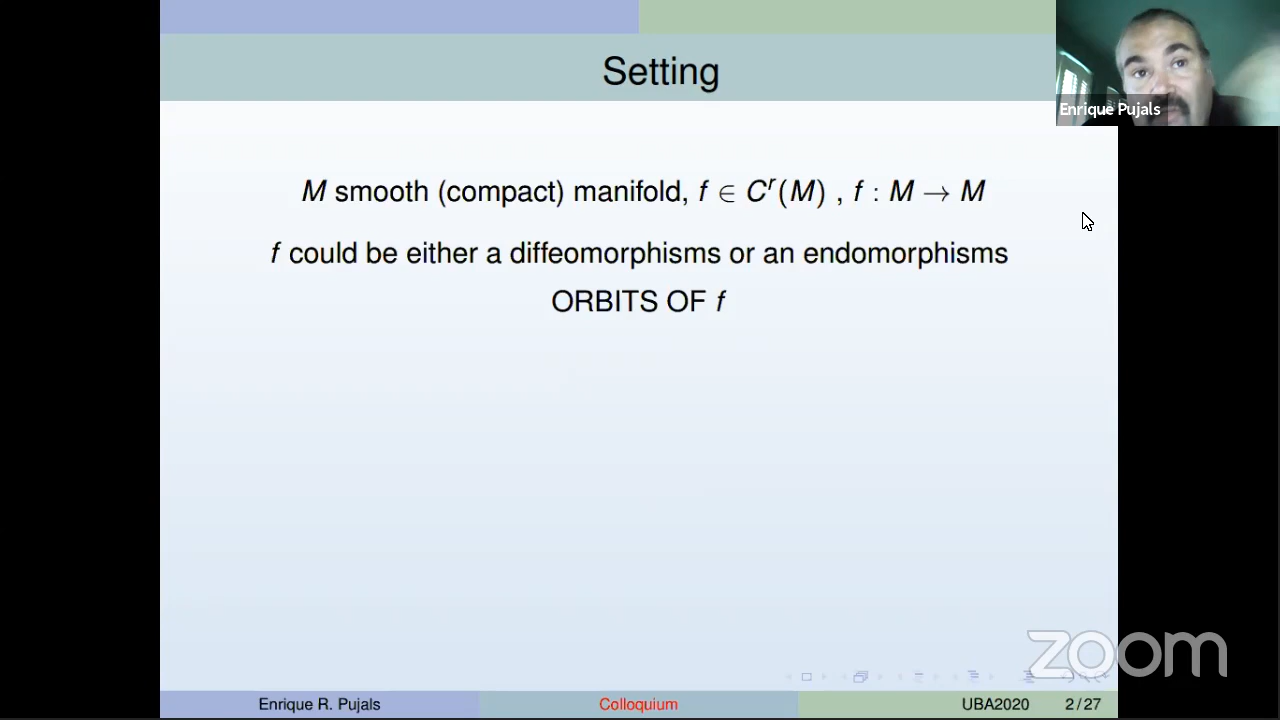 Setting
Enrique Pujals
M smooth (compact) manifold, f ∈ C^r(M) , f : M → M
f could be either a diffeomorphisms or an endomorphisms
ORBITS OF f
zoom
Enrique R. Pujals
Colloquium
UBA2020
2 / 27